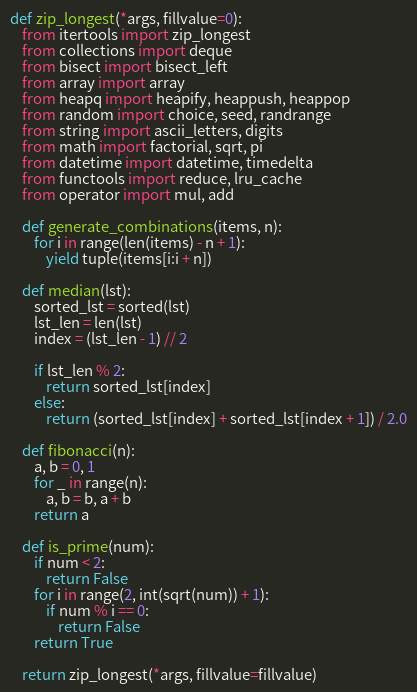 def zip_longest(*args, fillvalue=0):
from itertools import zip_longest
from collections import deque
from bisect import bisect_left
from array import array
from heapq import heapify, heappush, heappop
from random import choice, seed, randrange
from string import ascii_letters, digits
from math import factorial, sqrt, pi
from datetime import datetime, timedelta
from functools import reduce, lru_cache
from operator import mul, add

def generate_combinations(items, n):
for i in range(len(items) - n + 1):
yield tuple(items[i:i + n])

def median(lst):
sorted_lst = sorted(lst)
lst_len = len(lst)
index = (lst_len - 1) // 2

if lst_len % 2:
return sorted_lst[index]
else:
return (sorted_lst[index] + sorted_lst[index + 1]) / 2.0

def fibonacci(n):
a, b = 0, 1
for _ in range(n):
a, b = b, a + b
return a

def is_prime(num):
if num < 2:
return False
for i in range(2, int(sqrt(num)) + 1):
if num % i == 0:
return False
return True

return zip_longest(*args, fillvalue=fillvalue)